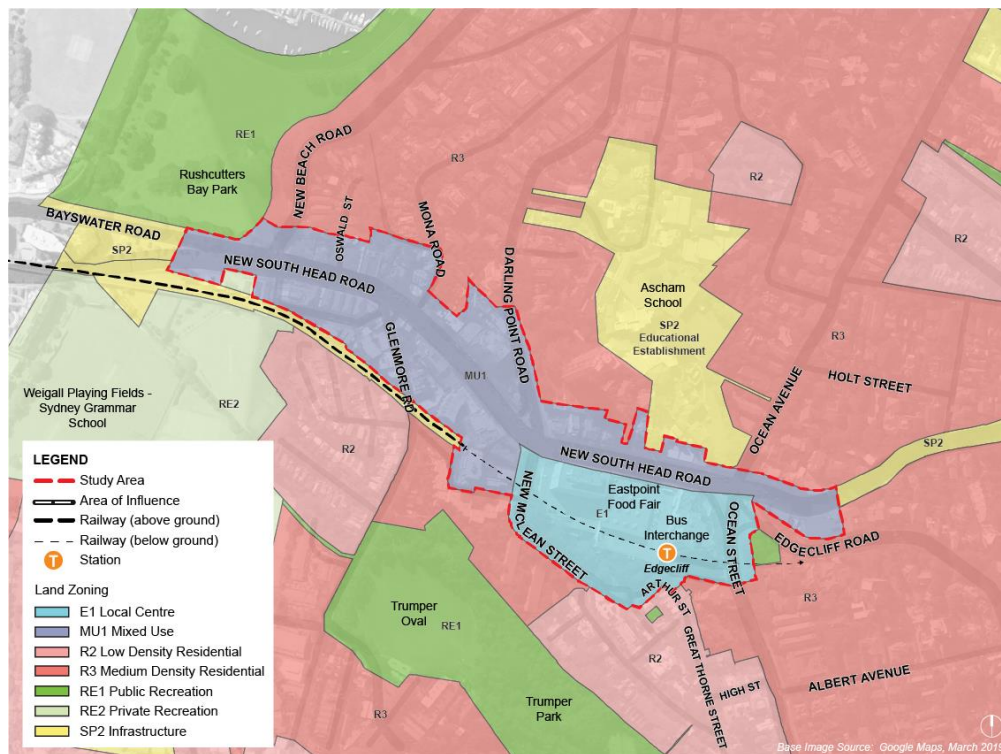 RE1
Rushcutters
Bay Park
NEW BEACH ROAD
R3
R2
BAYSWATER ROAD
SP2
OSWALD ST
MONA ROAD
DARLING POINT ROAD
R2
NEW SOUTH HEAD ROAD
Ascham
School
SP2
Educational
Establishment
R3
HOLT STREET
OCEAN AVENUE
GLENMORE RD
MU1
Weigall Playing Fields -
Sydney Grammar
School
RE2
R2
SP2
NEW SOUTH HEAD ROAD
Eastpoint
Food Fair
E1
Bus
Interchange
T
Edgecliff
NEW MCLEAN STREET
OCEAN STREET
EDGECLIFF ROAD
R3
ARTHUR ST
GREAT THORNE STREET
R2
HIGH ST
ALBERT AVENUE
Trumper
Oval
RE1
Trumper
Park
R3
LEGEND
Study Area
Area of Influence
Railway (above ground)
Railway (below ground)
T Station
Land Zoning
E1 Local Centre
MU1 Mixed Use
R2 Low Density Residential
R3 Medium Density Residential
RE1 Public Recreation
RE2 Private Recreation
SP2 Infrastructure
Base Image Source: Google Maps, March 2019